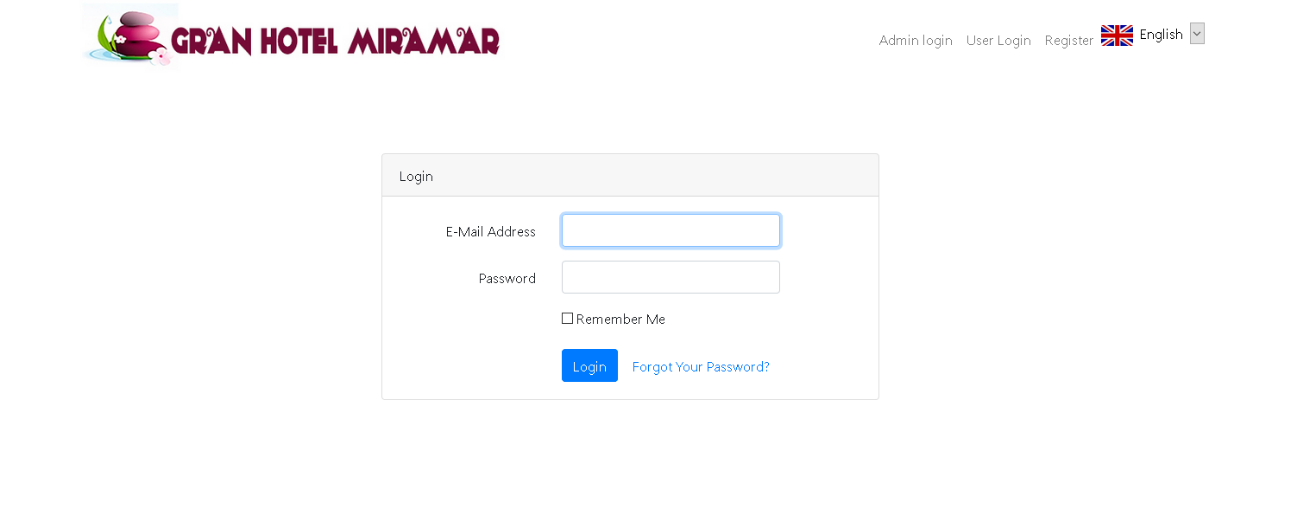 GRAN HOTEL MIRAMAR
Admin login User Login Register English
Login
E-Mail Address
Password
Remember Me
Login Forgot Your Password?